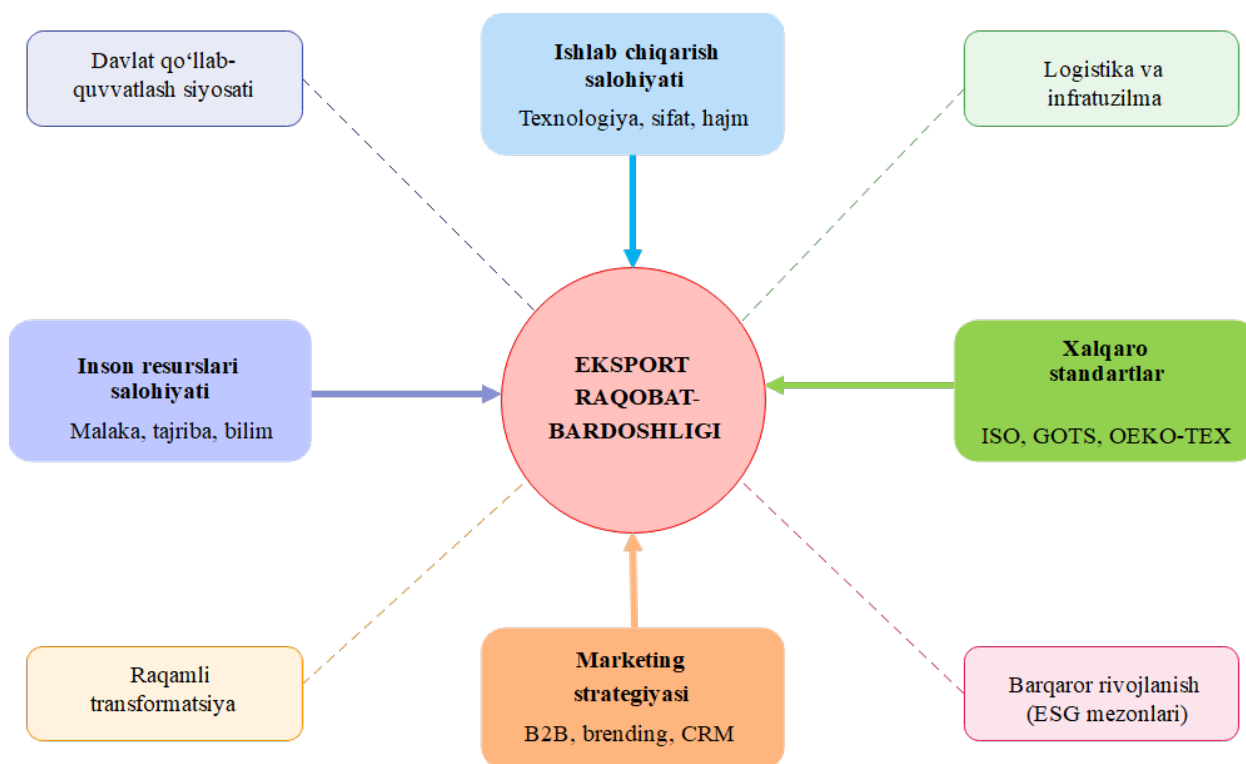 Davlat qo‘llab-
quvvatlash siyosati
Ishlab chiqarish
salohiyati
Texnologiya, sifat, hajm
Logistika va
infratuzilma
Inson resurslari
salohiyati
Malaka, tajriba, bilim
EKSPORT
RAQOBAT-
BARDOSHLIGI
Xalqaro
standartlar
ISO, GOTS, OEKO-TEX
Raqamli
transformatsiya
Marketing
strategiyasi
B2B, brending, CRM
Barqaror rivojlanish
(ESG mezonlari)